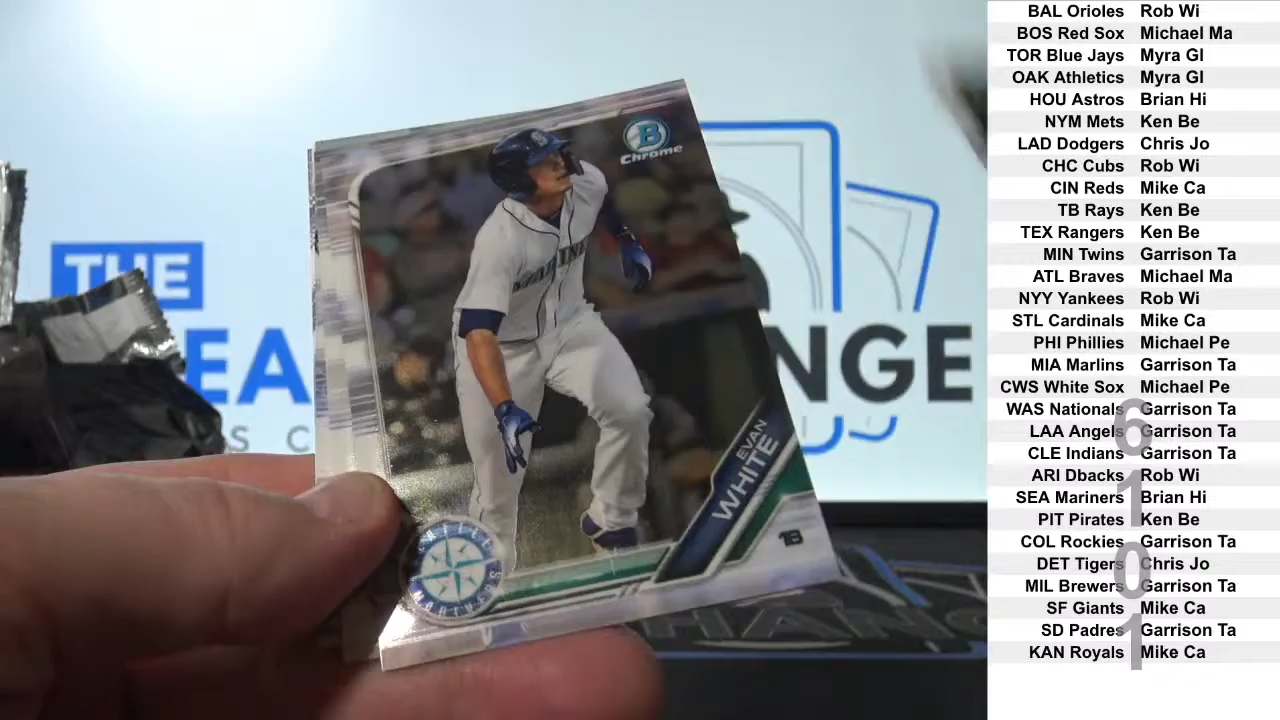 BAL Orioles Rob Wi
BOS Red Sox Michael Ma
TOR Blue Jays Myra Gl
OAK Athletics Myra Gl
HOU Astros Brian Hi
NYM Mets Ken Be
LAD Dodgers Chris Jo
CHC Cubs Rob Wi
CIN Reds Mike Ca
TB Rays Ken Be
TEX Rangers Ken Be
MIN Twins Garrison Ta
ATL Braves Michael Ma
NYY Yankees Rob Wi
STL Cardinals Mike Ca
PHI Phillies Michael Pe
MIA Marlins Garrison Ta
CWS White Sox Michael Pe
WAS Nationals Garrison Ta
LAA Angels Garrison Ta
CLE Indians Garrison Ta
ARI Dbacks Rob Wi
SEA Mariners Brian Hi
PIT Pirates Ken Be
COL Rockies Garrison Ta
DET Tigers Chris Jo
MIL Brewers Garrison Ta
SF Giants Mike Ca
SD Padres Garrison Ta
KAN Royals Mike Ca
6
1
0
1
B
Chrome
THE
EVAN
WHITE
1B
MARINERS